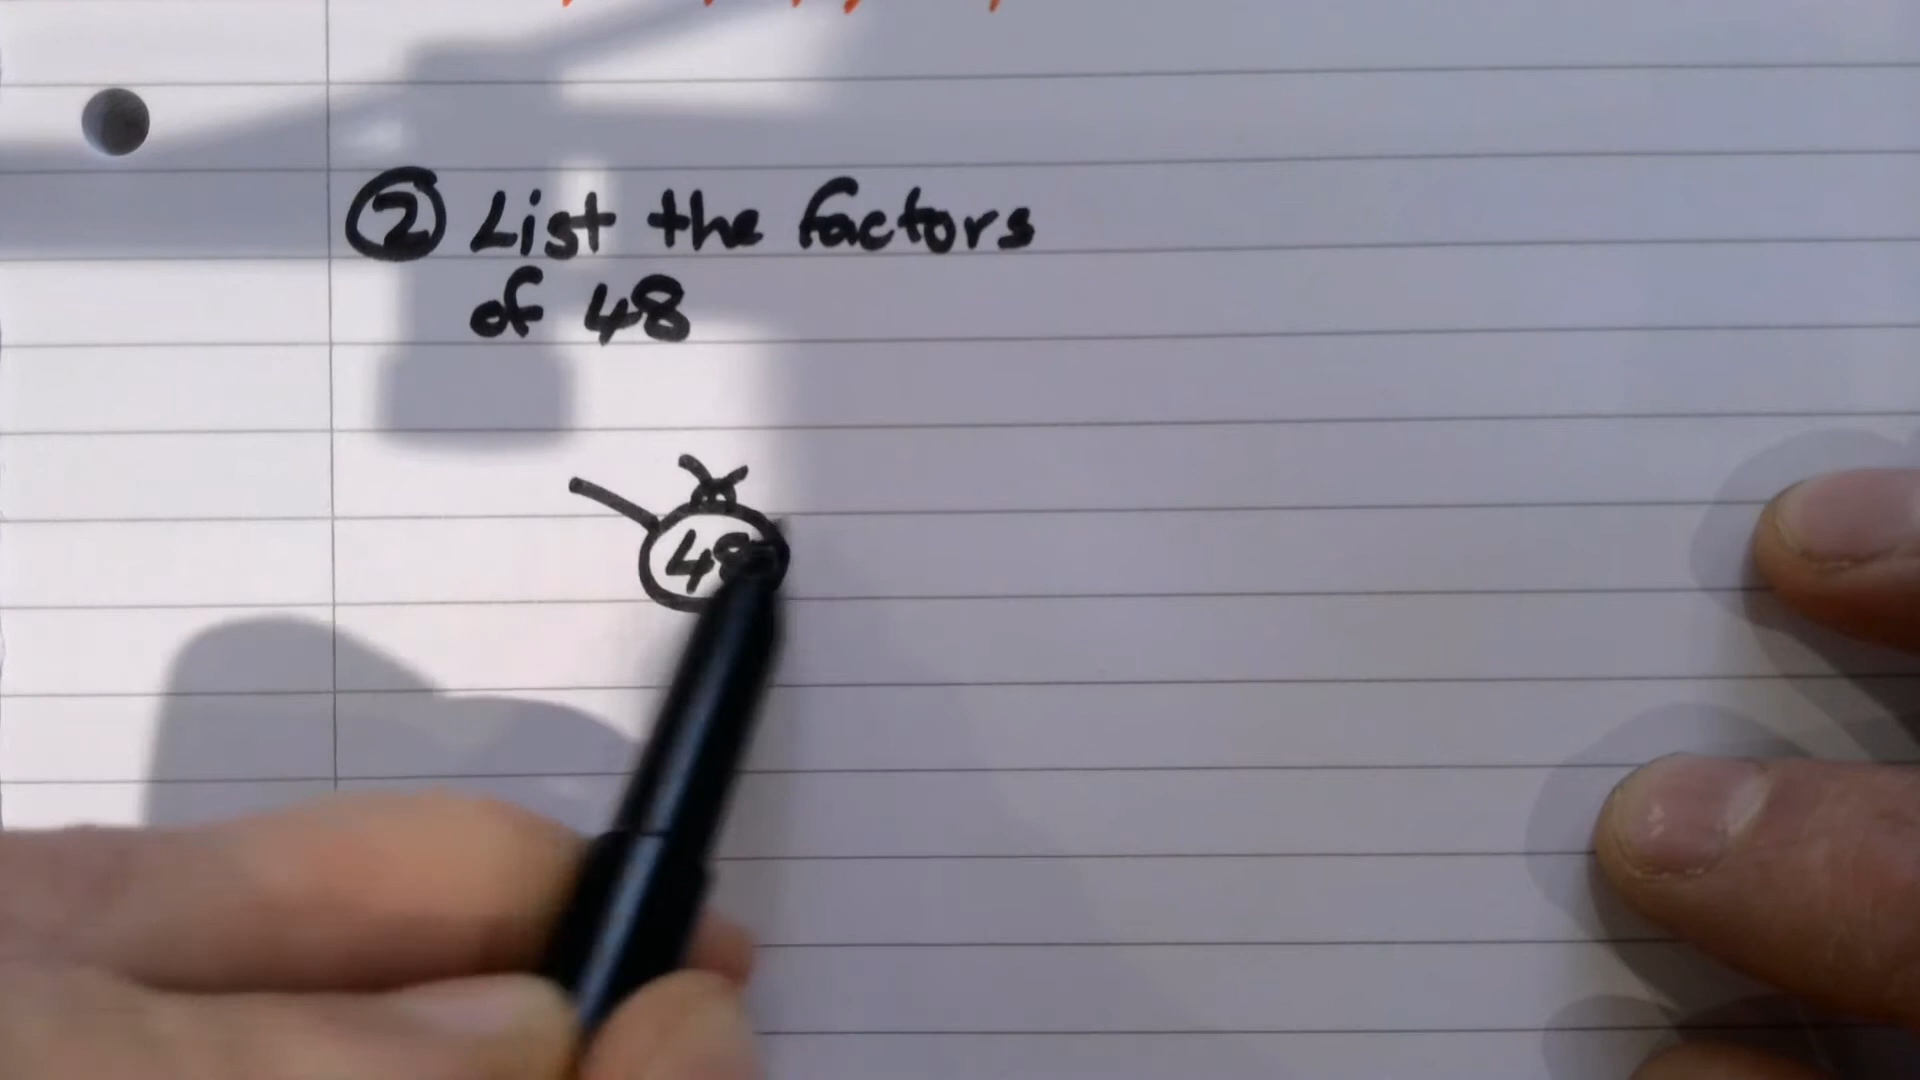 ② List the factors
of 48
48